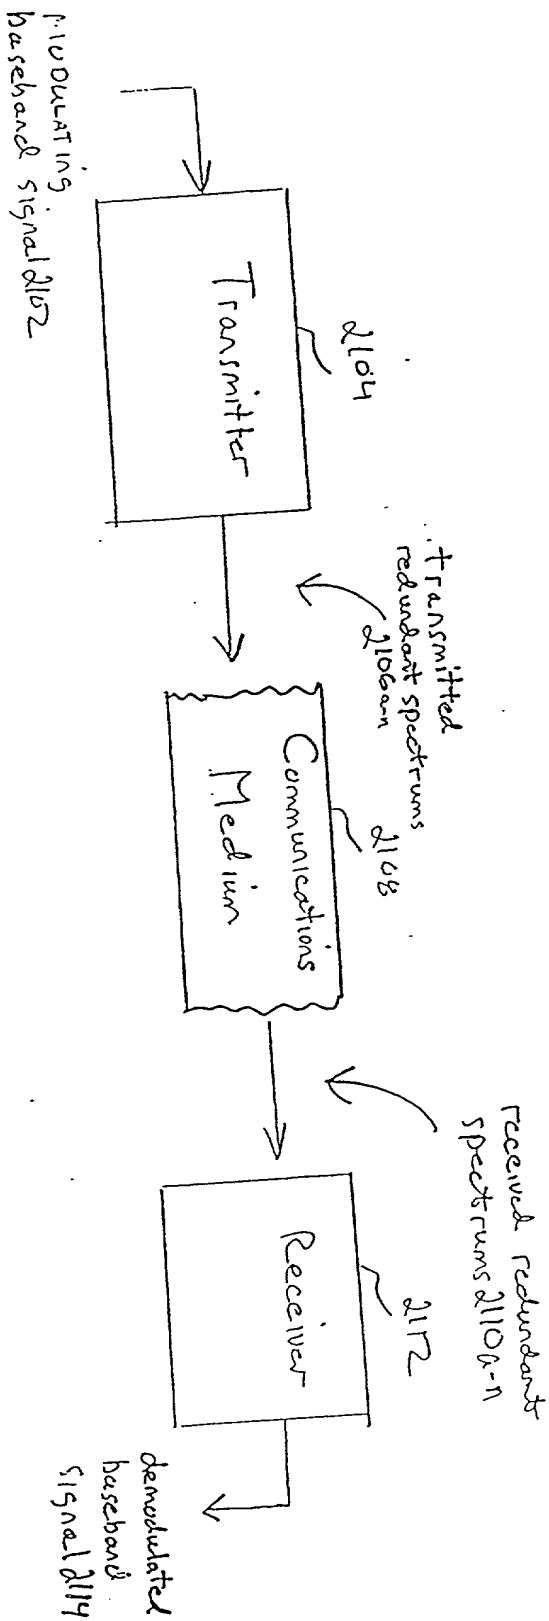 MODULATING
baseband signal 2102
Transmitter
2104
transmitted
redundant spectrums
2106a-n
Communications
Medium
2108
received redundant
spectrums 2110a-n
Receiver
2112
demodulated
baseband
signal 2114